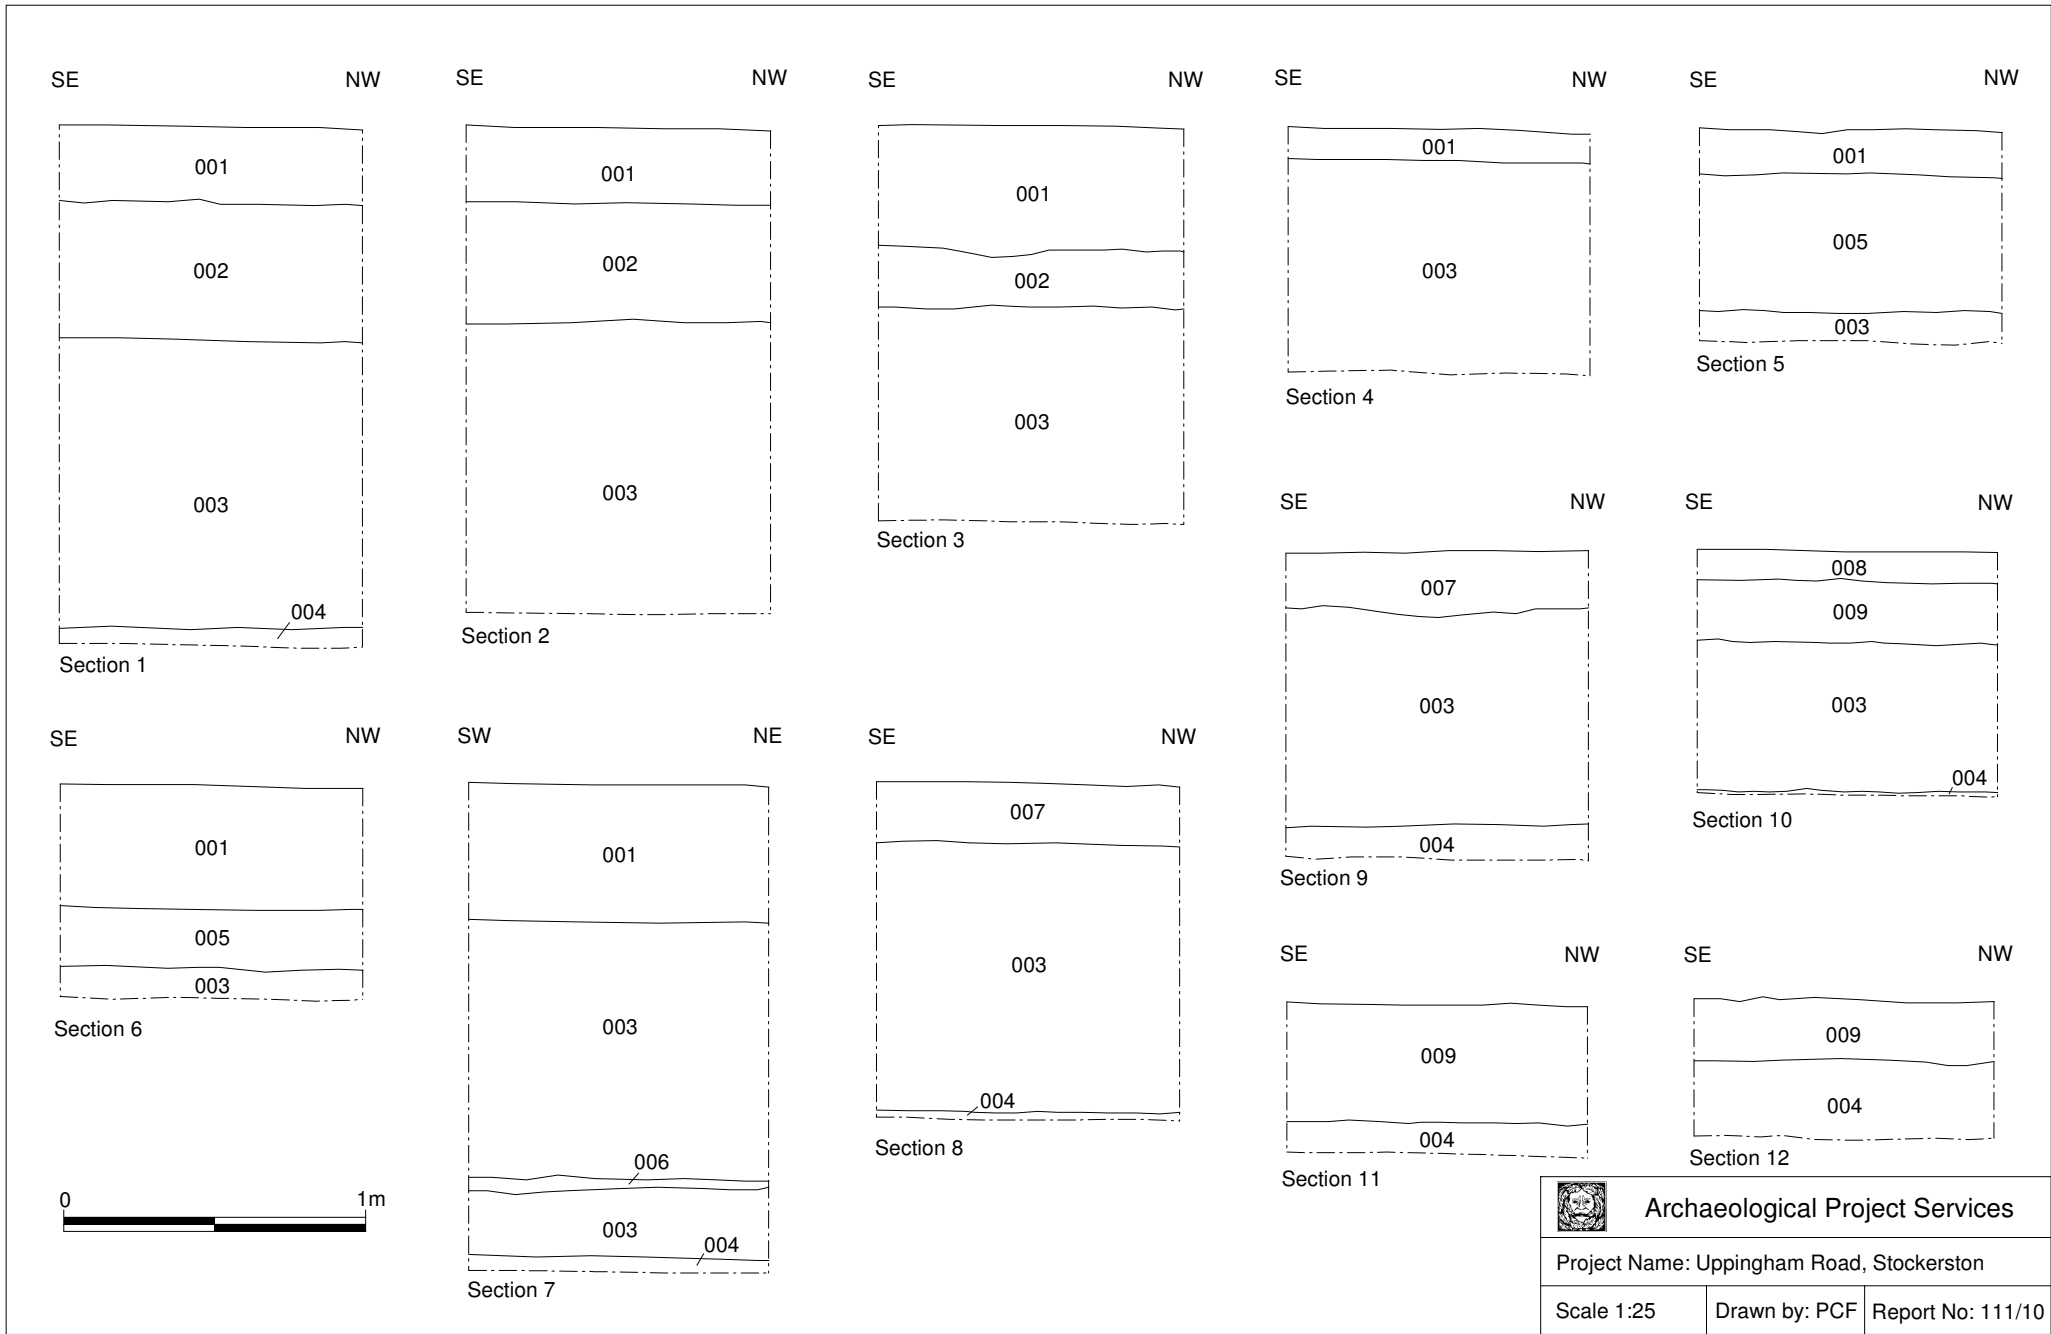 SE NW
001
002
003
004
Section 1
SE NW
001
002
003
Section 2
SE NW
001
002
003
Section 3
SE NW
001
003
Section 4
SE NW
001
005
003
Section 5
SE NW
001
005
003
Section 6
SW NE
001
003
006
003
004
Section 7
SE NW
007
003
004
Section 8
SE NW
007
003
004
Section 9
SE NW
008
009
003
004
Section 10
SE NW
009
004
Section 11
SE NW
009
004
Section 12
0 1m
Archaeological Project Services
Project Name: Uppingham Road, Stockerston
Scale 1:25 Drawn by: PCF Report No: 111/10